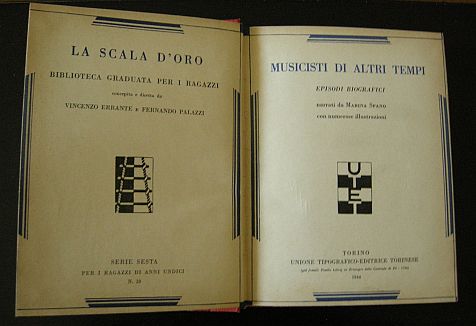 LA SCALA D'ORO
BIBLIOTECA GRADUATA PER I RAGAZZI
concepita e diretta da
VINCENZO ERRANTE E FERNANDO PALAZZI
SERIE SESTA
PER I RAGAZZI DI ANNI UNDICI
N. 10
MUSICISTI DI ALTRI TEMPI
EPISODI BIOGRAFICI
narrati da MARINA SPANO
con numerose illustrazioni
UTET
TORINO
UNIONE TIPOGRAFICO-EDITRICE TORINESE